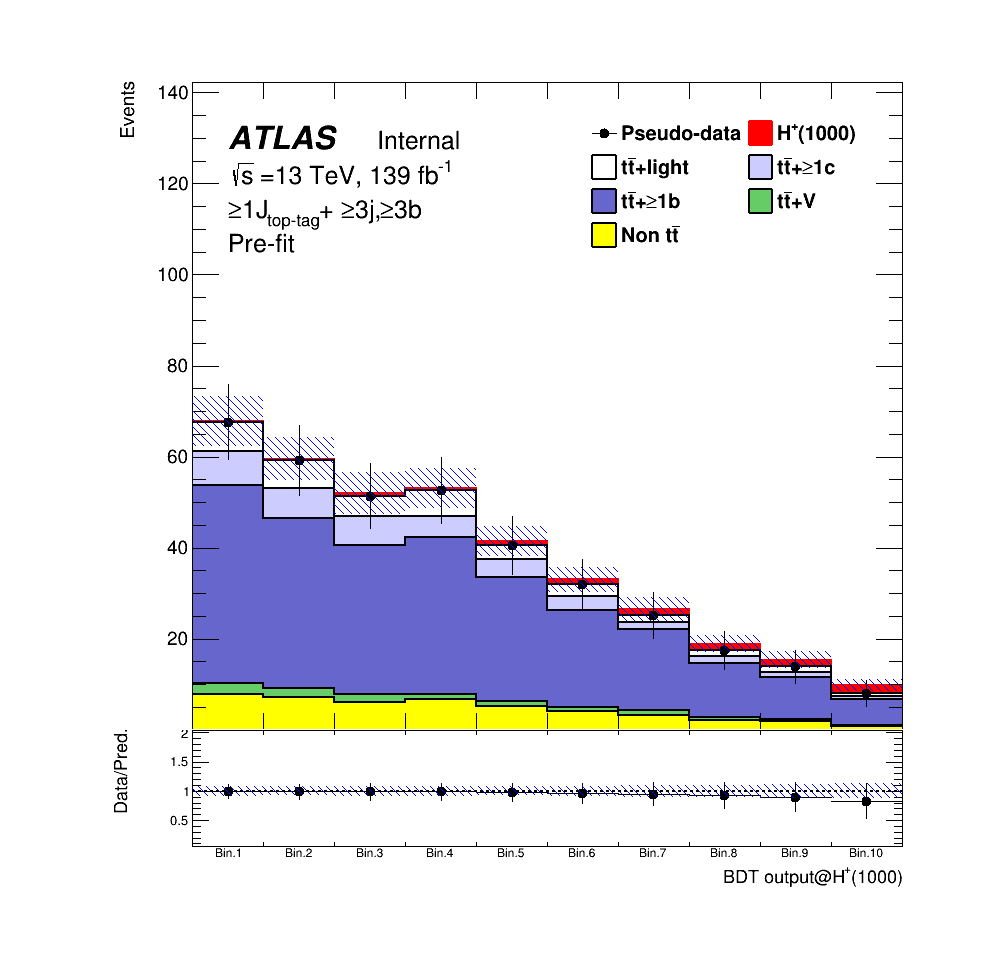 Events
140
120
100
80
60
40
20
ATLAS Internal
√s =13 TeV, 139 fb-1
≥1Jtop-tag+ ≥3j,≥3b
Pre-fit
Pseudo-data
H+(1000)
tt̄+light
tt̄+≥1c
tt̄+≥1b
tt̄+V
Non tt̄
Data/Pred.
2
1.5
1
0.5
Bin.1 Bin.2 Bin.3 Bin.4 Bin.5 Bin.6 Bin.7 Bin.8 Bin.9 Bin.10
BDT output@H+(1000)